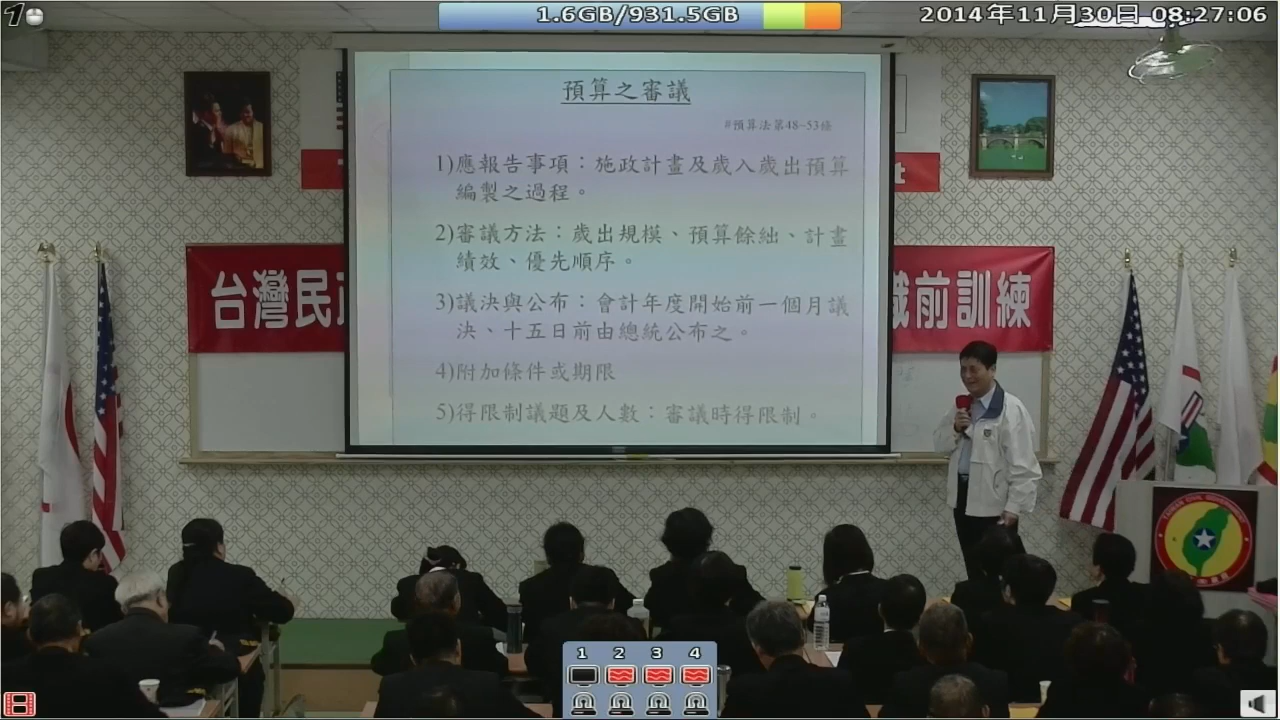 1
1.6GB/931.5GB
2014年11月30日 08:27:06
預算之審議
#預算法第48-53條
1)應報告事項：施政計畫及歲入歲出預算
編製之過程。
2)審議方法：歲出規模、預算餘絀、計畫
績效、優先順序。
3)議決與公布：會計年度開始前一個月議
決、十五日前由總統公布之。
4)附加條件或期限
5)得限制議題及人數：審議時得限制。
台灣民
職前訓練
TAIWAN CIVIL GOVERNMENT
1 2 3 4